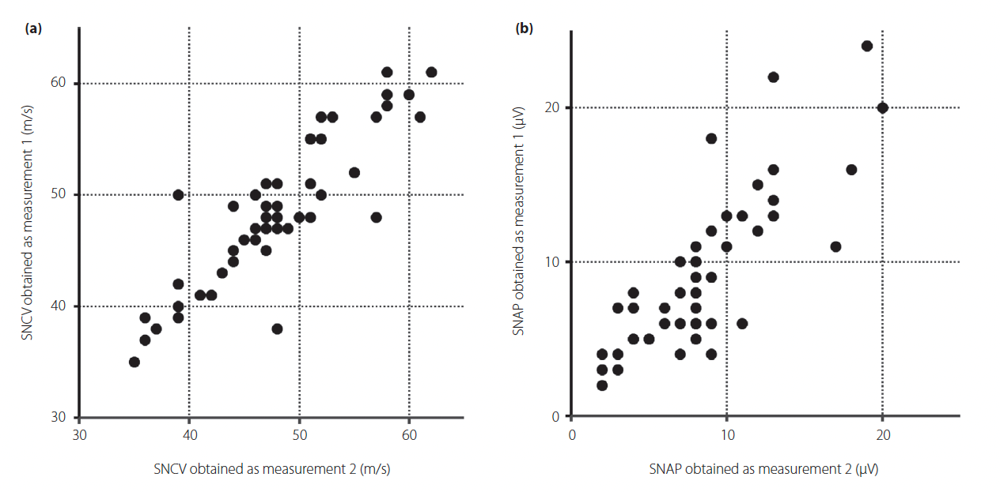 (a)
SNCV obtained as measurement 1 (m/s)
60
50
40
30
30 40 50 60
SNCV obtained as measurement 2 (m/s)
(b)
SNAP obtained as measurement 1 (µV)
20
10
0
0 10 20
SNAP obtained as measurement 2 (µV)